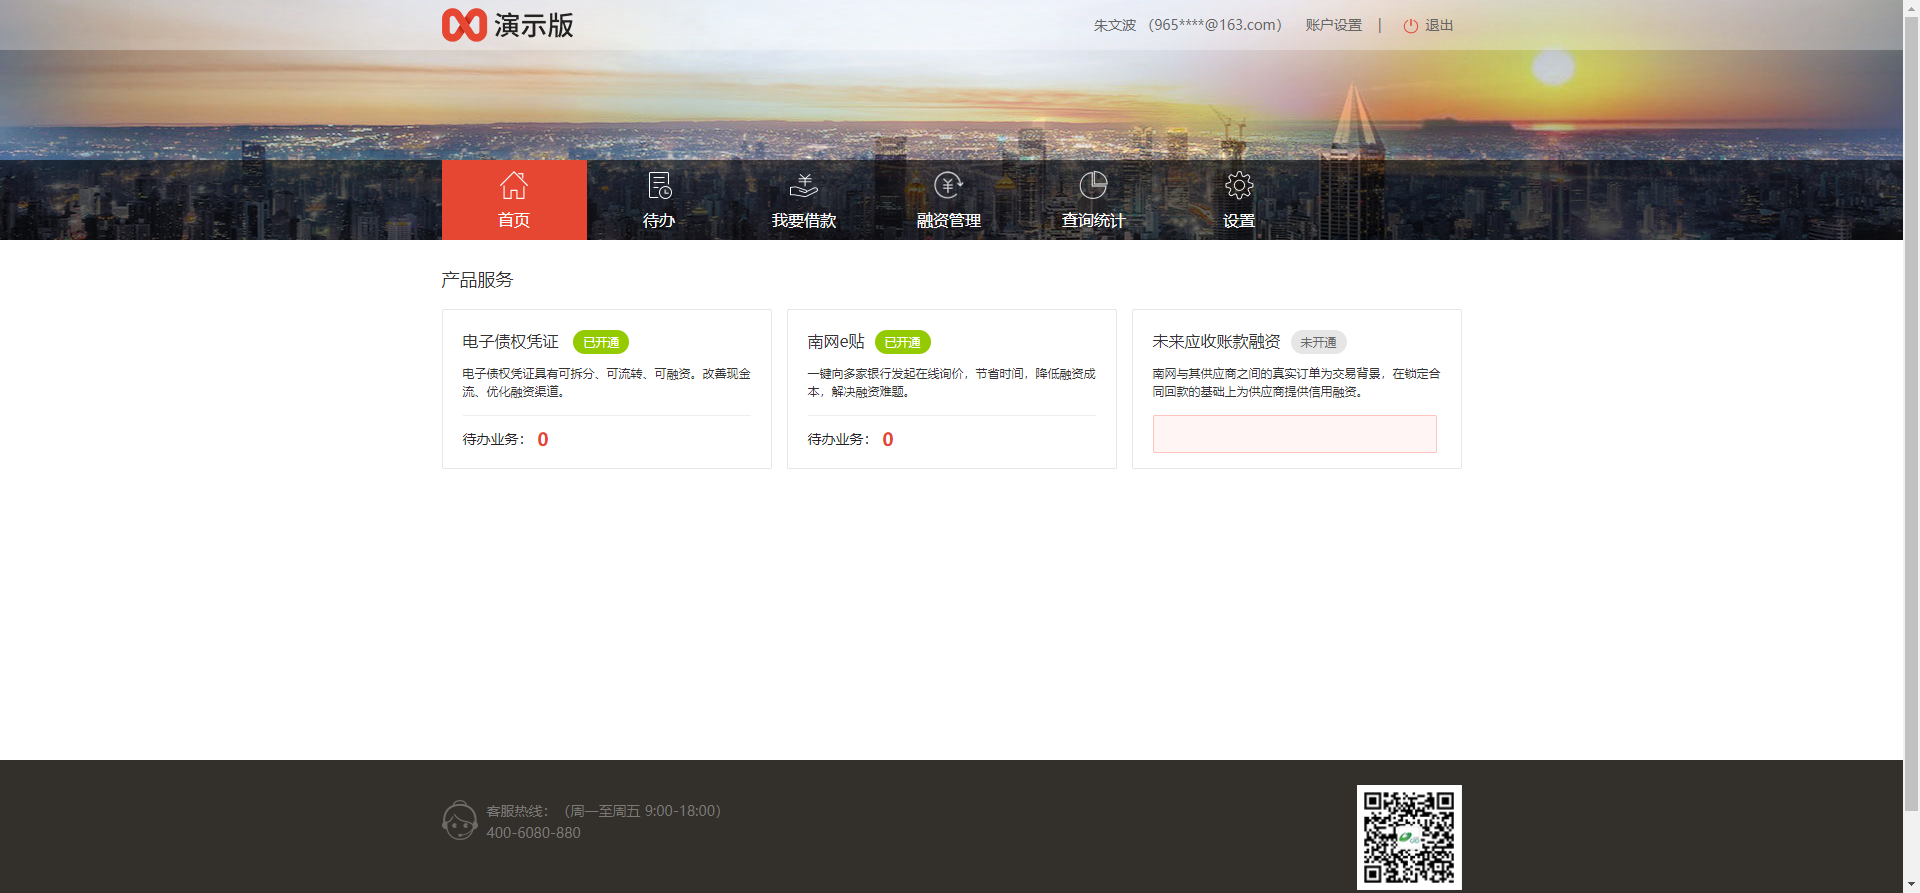 演示版
朱文波 （965****@163.com） 账户设置 | 退出
首页 待办 我要借款 融资管理 查询统计 设置
产品服务
电子债权凭证 已开通
电子债权凭证具有可拆分、可流转、可融资。改善现金
流、优化融资渠道。
待办业务： 0
南网e贴 已开通
一键向多家银行发起在线询价，节省时间，降低融资成
本，解决融资难题。
待办业务： 0
未来应收账款融资 未开通
南网与其供应商之间的真实订单为交易背景，在锁定合
同回款的基础上为供应商提供信用融资。
客服热线：（周一至周五 9:00-18:00）
400-6080-880